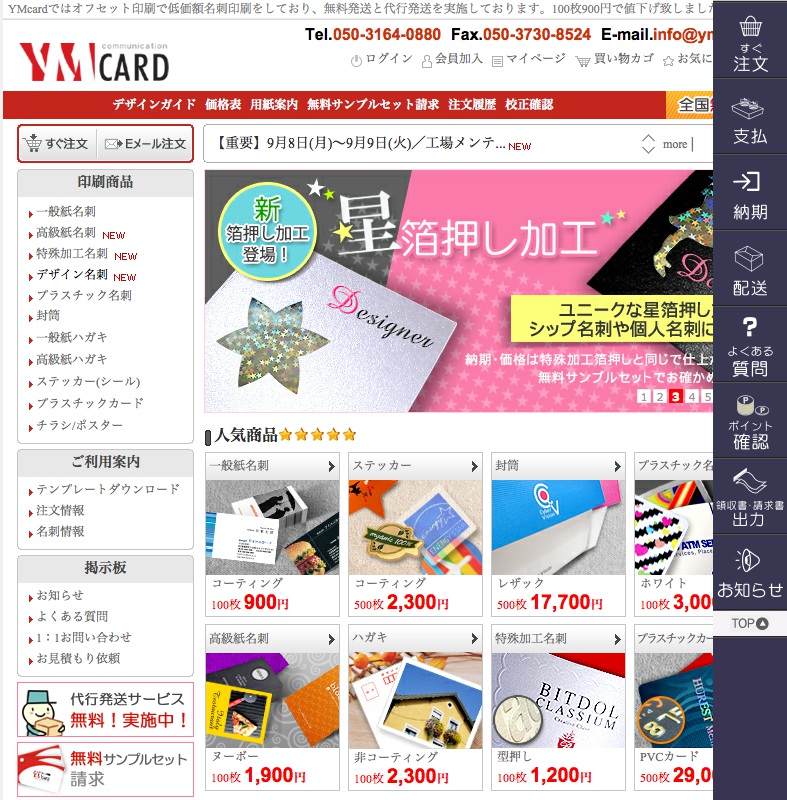 YMcardではオフセット印刷で低価額名刺印刷をしており、無料発送と代行発送を実施しております。100枚900円で値下げ致しました
communication
YMCARD
Tel.050-3164-0880 Fax.050-3730-8524 E-mail.info@yn
ログイン 会員加入 マイページ 買い物カゴ お気に
デザインガイド 価格表 用紙案内 無料サンプルセット請求 注文履歴 校正確認
全国
すぐ注文 Eメール注文
【重要】9月8日(月)〜9月9日(火)／工場メンテ... NEW
more |
印刷商品
一般紙名刺
高級紙名刺 NEW
特殊加工名刺 NEW
デザイン名刺 NEW
プラスチック名刺
封筒
一般紙ハガキ
高級紙ハガキ
ステッカー(シール)
プラスチックカード
チラシ/ポスター
ご利用案内
テンプレートダウンロード
注文情報
名刺情報
掲示板
お知らせ
よくある質問
1：1お問い合わせ
お見積もり依頼
代行発送サービス
無料！実施中！
無料サンプルセット
請求
新
箔押し加工
登場！
星箔押し加工
Designer
ユニークな星箔押し
シップ名刺や個人名刺に
納期・価格は特殊加工箔押しと同じで仕上
無料サンプルセットでお確かめ
1 2 3 4 5
人気商品
一般紙名刺
コーティング
100枚 900円
ステッカー
organic 100%
コーティング
500枚 2,300円
封筒
レザック
500枚 17,700円
プラスチック名
ATM SE
ホワイト
100枚 3,000
高級紙名刺
ヌーボー
100枚 1,900円
ハガキ
非コーティング
100枚 2,300円
特殊加工名刺
BITDOL
CLASSIUM
型押し
100枚 1,200円
プラスチックカー
HUREST
PVCカード
500枚 29,00
すぐ
注文
支払
納期
配送
?
よくある
質問
P
P
ポイント
確認
領収書・請求書
出力
お知らせ
TOP